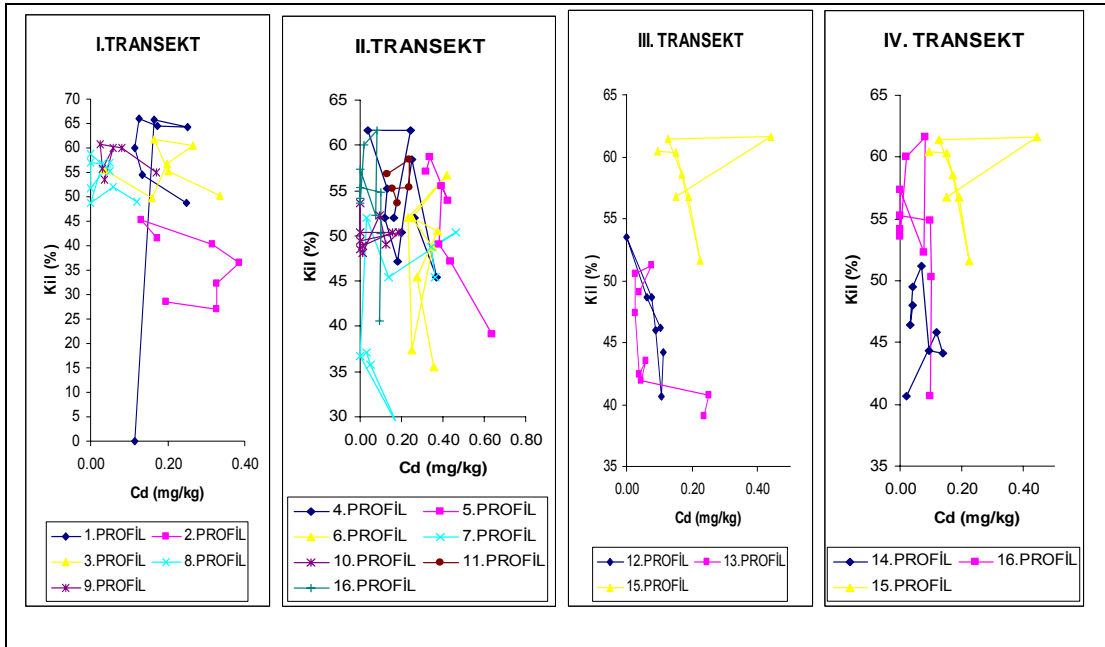 I.TRANSEKT
Kil (%)
70
65
60
55
50
45
40
35
30
25
20
15
10
5
0
0.00 0.20 0.40
Cd (mg/kg)
1.PROFİL 2.PROFİL
3.PROFİL 8.PROFİL
9.PROFİL
II.TRANSEKT
Kil (%)
65
60
55
50
45
40
35
30
0.00 0.20 0.40 0.60 0.80
Cd (mg/kg)
4.PROFİL 5.PROFİL
6.PROFİL 7.PROFİL
10.PROFİL 11.PROFİL
16.PROFİL
III. TRANSEKT
Kil (%)
65
60
55
50
45
40
35
0.00 0.20 0.40
Cd (mg/kg)
12.PROFİL 13.PROFİL
15.PROFİL
IV. TRANSEKT
Kil (%)
65
60
55
50
45
40
35
0.00 0.20 0.40
Cd (mg/kg)
14.PROFİL 16.PROFİL
15.PROFİL